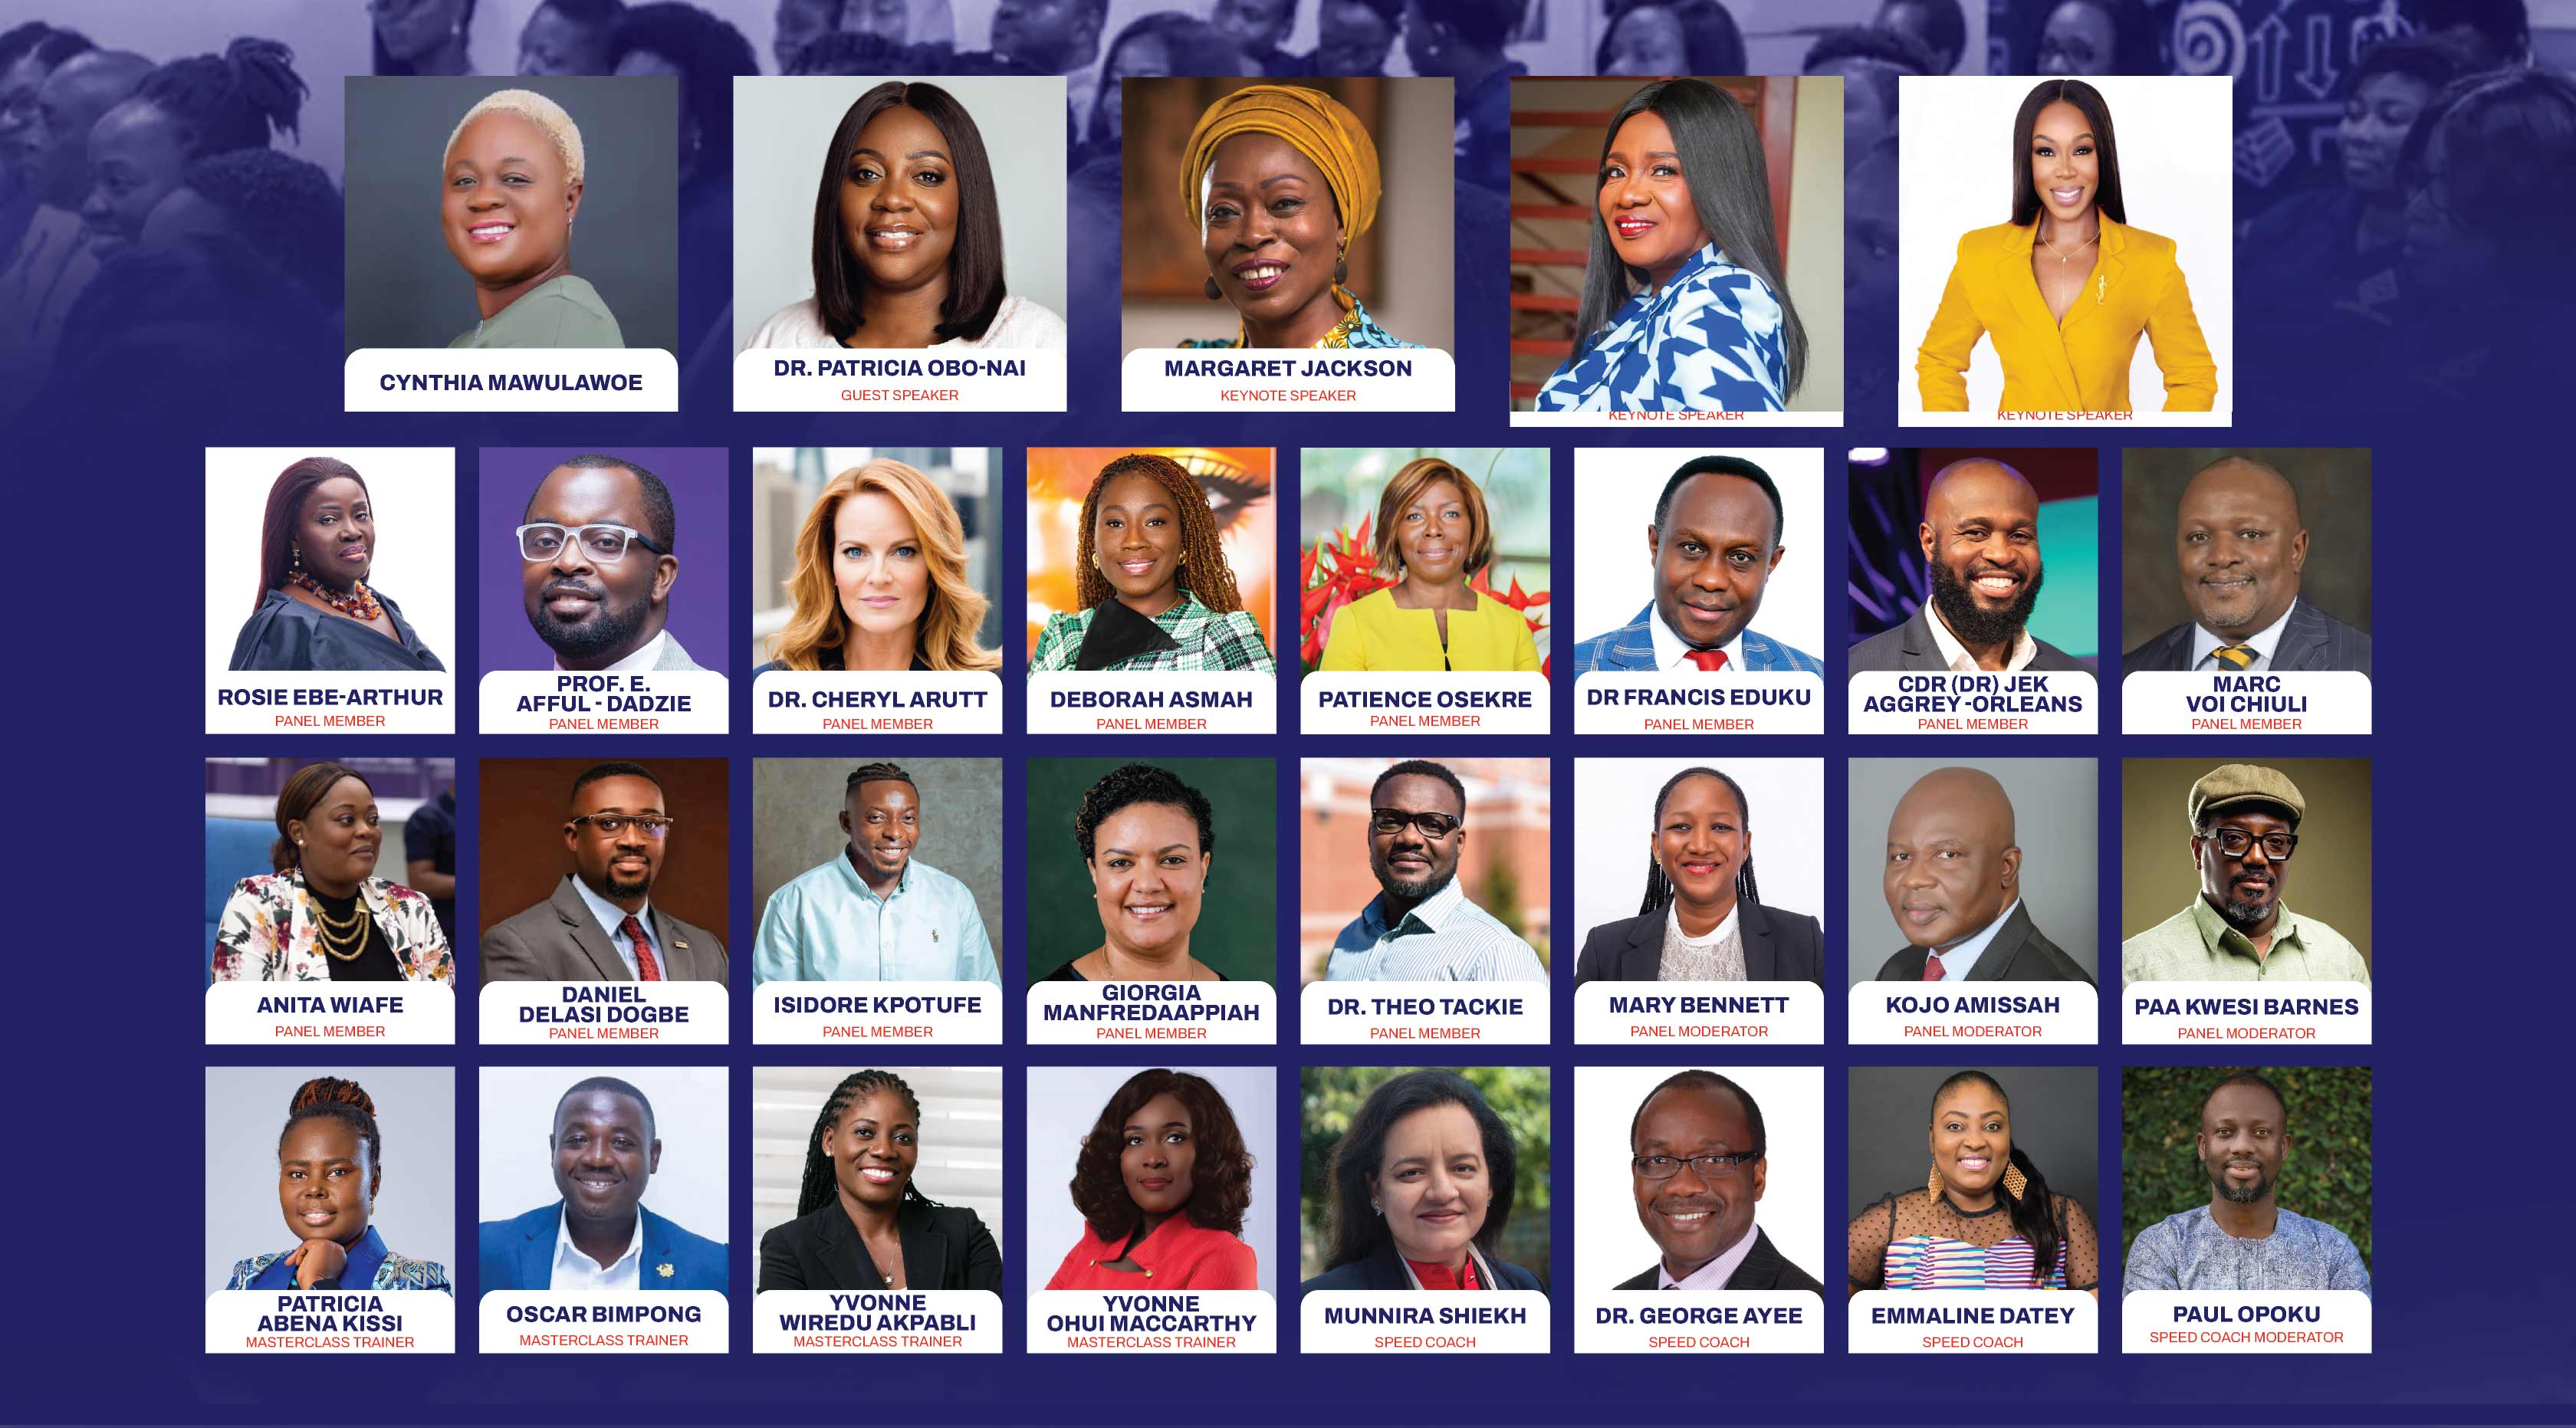 CYNTHIA MAWULAWOE
DR. PATRICIA OBO-NAI
GUEST SPEAKER
MARGARET JACKSON
KEYNOTE SPEAKER
KEYNOTE SPEAKER
KEYNOTE SPEAKER
ROSIE EBE-ARTHUR
PANEL MEMBER
PROF. E.
AFFUL - DADZIE
PANEL MEMBER
DR. CHERYL ARUTT
PANEL MEMBER
DEBORAH ASMAH
PANEL MEMBER
PATIENCE OSEKRE
PANEL MEMBER
DR FRANCIS EDUKU
PANEL MEMBER
CDR (DR) JEK
AGGREY-ORLEANS
PANEL MEMBER
MARC
VOI CHIULI
PANEL MEMBER
ANITA WIAFE
PANEL MEMBER
DANIEL
DELASI DOGBE
PANEL MEMBER
ISIDORE KPOTUFE
PANEL MEMBER
GIORGIA
MANFREDAAPPIAH
PANEL MEMBER
DR. THEO TACKIE
PANEL MEMBER
MARY BENNETT
PANEL MODERATOR
KOJO AMISSAH
PANEL MODERATOR
PAA KWESI BARNES
PANEL MODERATOR
PATRICIA
ABENA KISSI
MASTERCLASS TRAINER
OSCAR BIMPONG
MASTERCLASS TRAINER
YVONNE
WIREDU AKPABLI
MASTERCLASS TRAINER
YVONNE
OHUI MACCARTHY
MASTERCLASS TRAINER
MUNNIRA SHIEKH
SPEED COACH
DR. GEORGE AYEE
SPEED COACH
EMMALINE DATEY
SPEED COACH
PAUL OPOKU
SPEED COACH MODERATOR